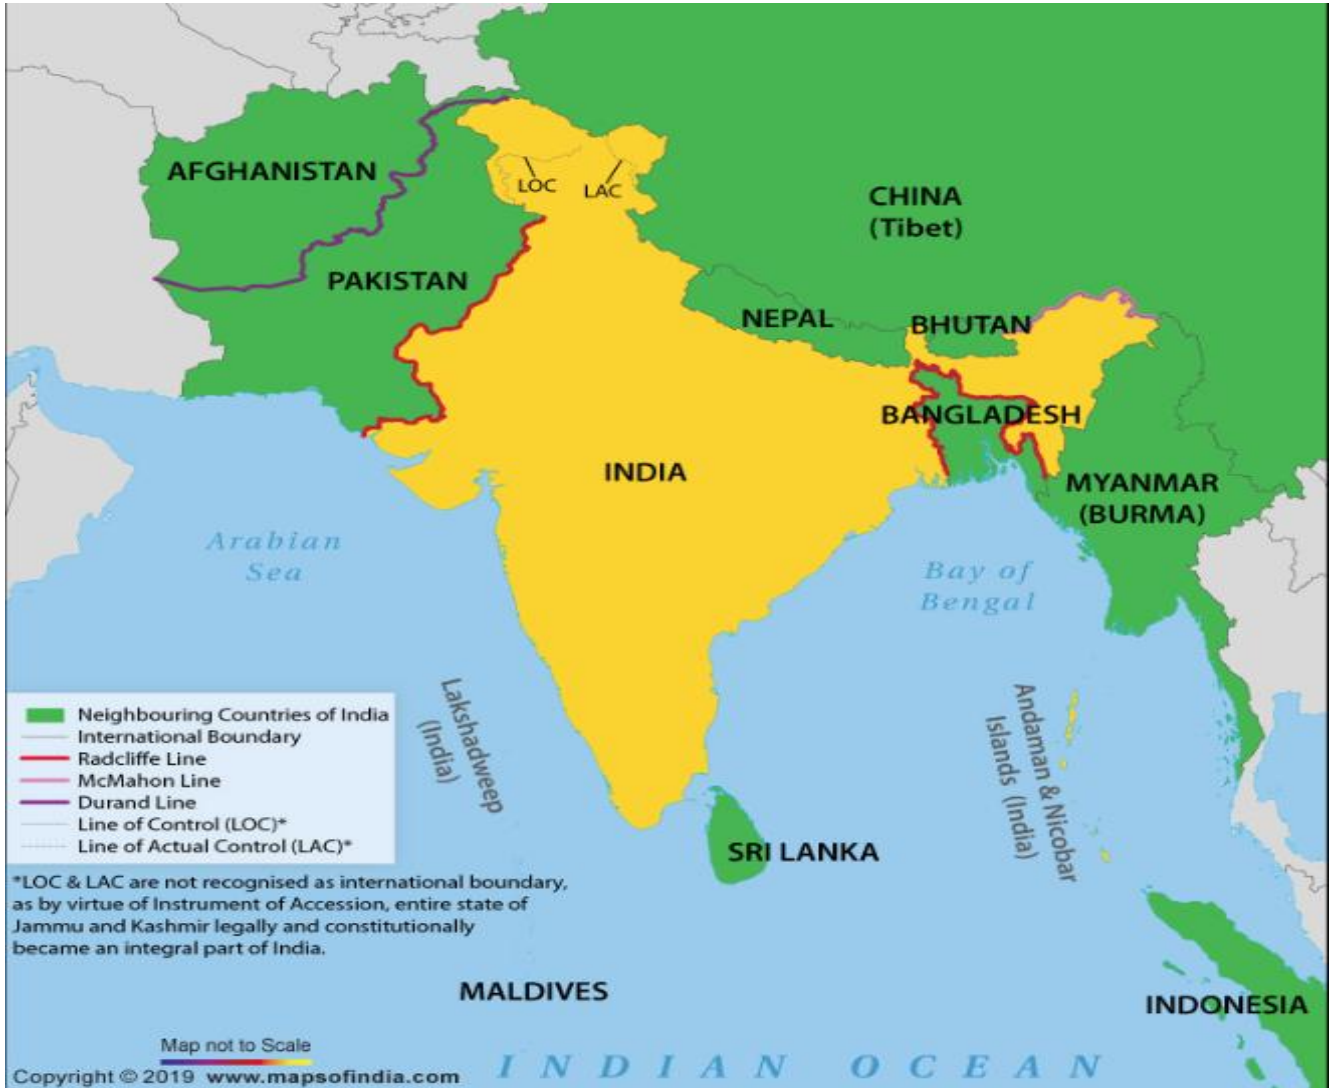 AFGHANISTAN
LOC
LAC
CHINA
(Tibet)
PAKISTAN
NEPAL
BHUTAN
BANGLADESH
INDIA
MYANMAR
(BURMA)
Arabian
Sea
Bay of
Bengal
Lakshadweep
(India)
Andaman & Nicobar
Islands (India)
Neighbouring Countries of India
International Boundary
Radcliffe Line
McMahon Line
Durand Line
Line of Control (LOC)*
Line of Actual Control (LAC)*
SRI LANKA
*LOC & LAC are not recognised as international boundary,
as by virtue of Instrument of Accession, entire state of
Jammu and Kashmir legally and constitutionally
became an integral part of India.
MALDIVES
INDONESIA
Map not to Scale
INDIAN OCEAN
Copyright © 2019 www.mapsofindia.com